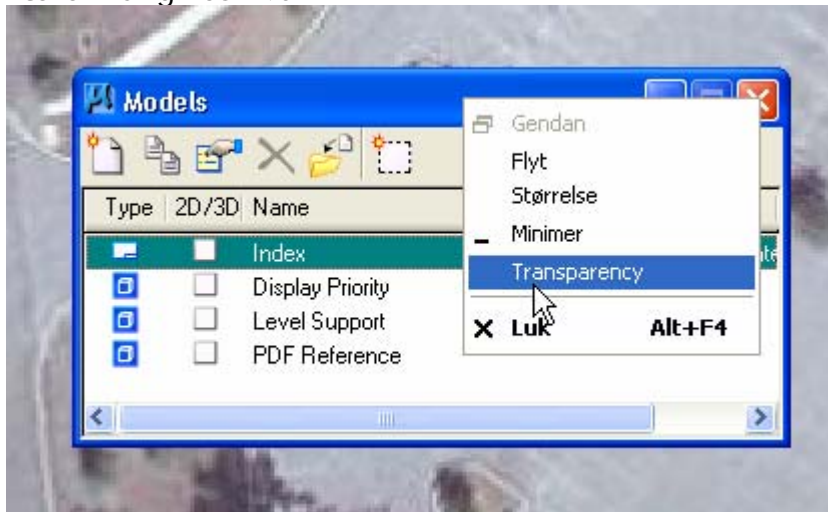 Models
Gendan
Flyt
Størrelse
Minimer
Transparency
Luk Alt+F4
Type 2D/3D Name
Index
Display Priority
Level Support
PDF Reference